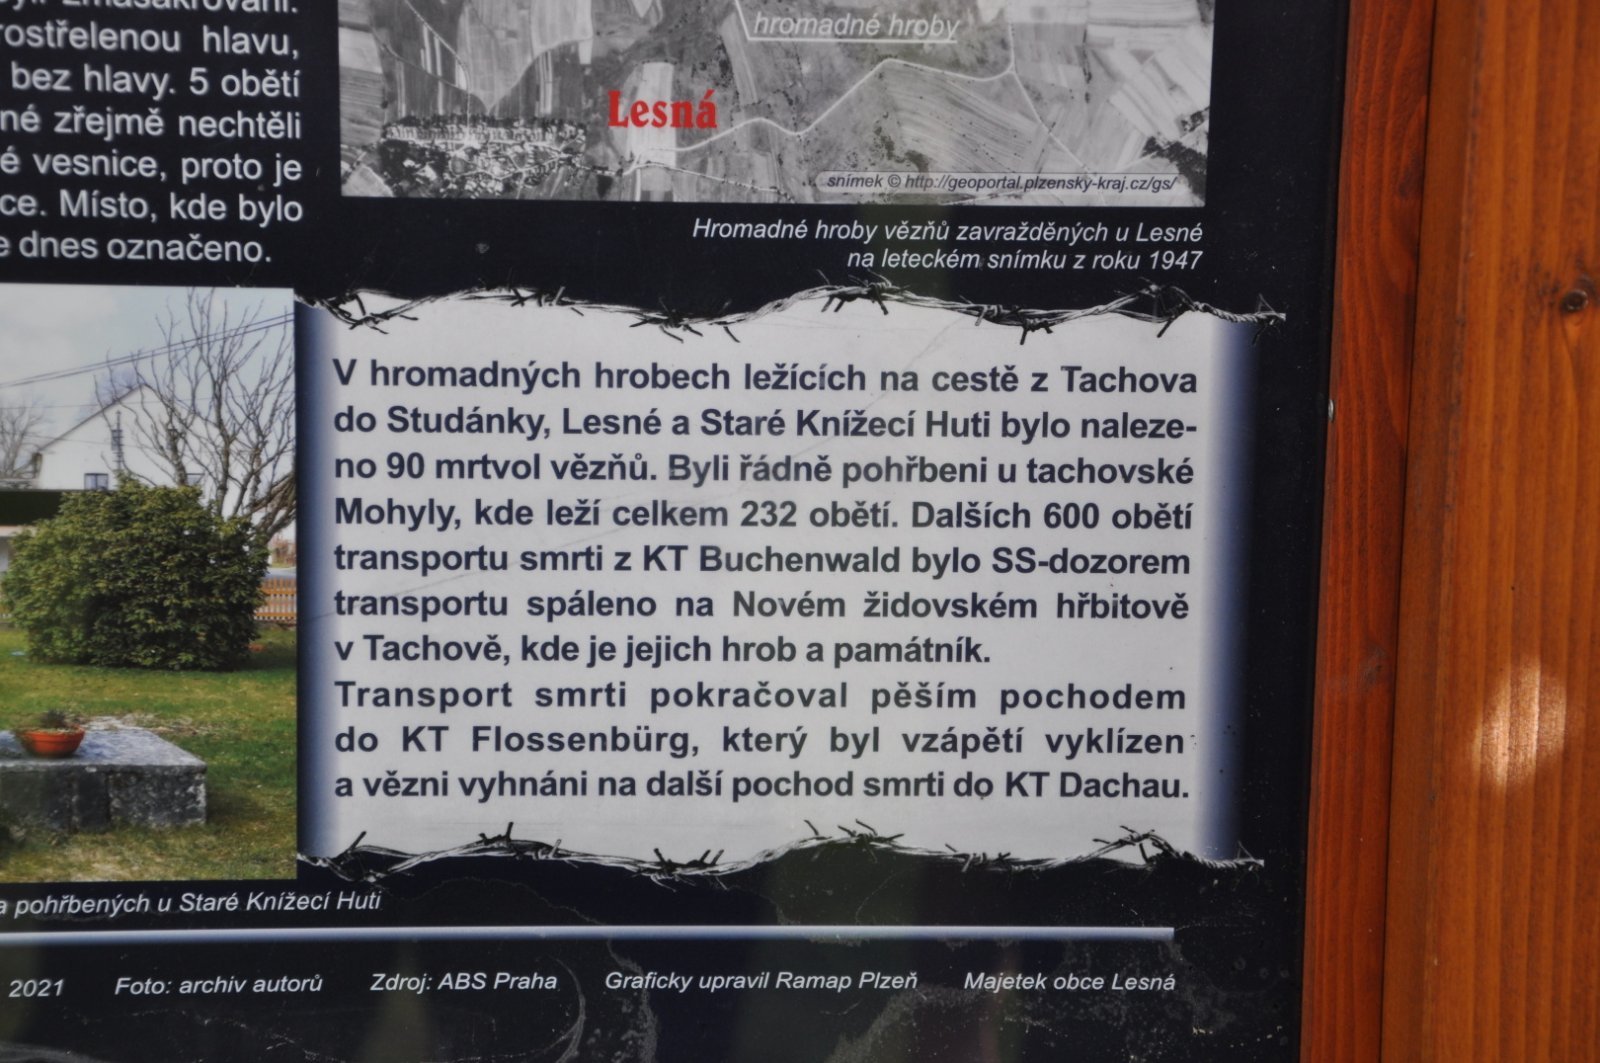 zmasakrováni.
rostřelenou hlavu,
bez hlavy. 5 obětí
né zřejmě nechtěli
é vesnice, proto je
ce. Místo, kde bylo
e dnes označeno.
hromadné hroby
Lesná
snímek © http://geoportal.plzensky-kraj.cz/gs/
Hromadné hroby vězňů zavražděných u Lesné
na leteckém snímku z roku 1947
V hromadných hrobech ležících na cestě z Tachova
do Studánky, Lesné a Staré Knížecí Huti bylo naleze-
no 90 mrtvol vězňů. Byli řádně pohřbeni u tachovské
Mohyly, kde leží celkem 232 obětí. Dalších 600 obětí
transportu smrti z KT Buchenwald bylo SS-dozorem
transportu spáleno na Novém židovském hřbitově
v Tachově, kde je jejich hrob a památník.
Transport smrti pokračoval pěším pochodem
do KT Flossenbürg, který byl vzápětí vyklízen
a vězni vyhnáni na další pochod smrti do KT Dachau.
a pohřbených u Staré Knížecí Huti
2021 Foto: archiv autorů Zdroj: ABS Praha Graficky upravil Ramap Plzeň Majetek obce Lesná